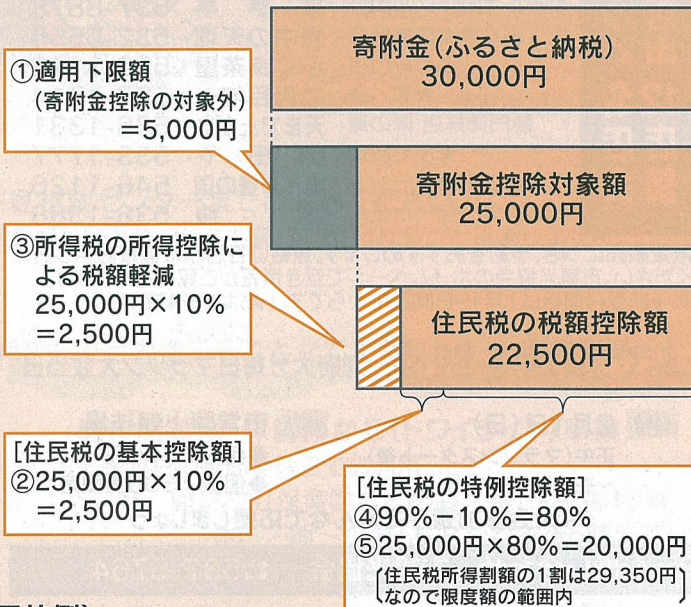 寄附金(ふるさと納税)
30,000円
①適用下限額
(寄附金控除の対象外)
=5,000円
寄附金控除対象額
25,000円
③所得税の所得控除に
よる税額軽減
25,000円×10%
=2,500円
住民税の税額控除額
22,500円
[住民税の基本控除額]
②25,000円×10%
=2,500円
[住民税の特例控除額]
④90%-10%=80%
⑤25,000円×80%=20,000円
〔住民税所得割額の1割は29,350円
なので限度額の範囲内〕